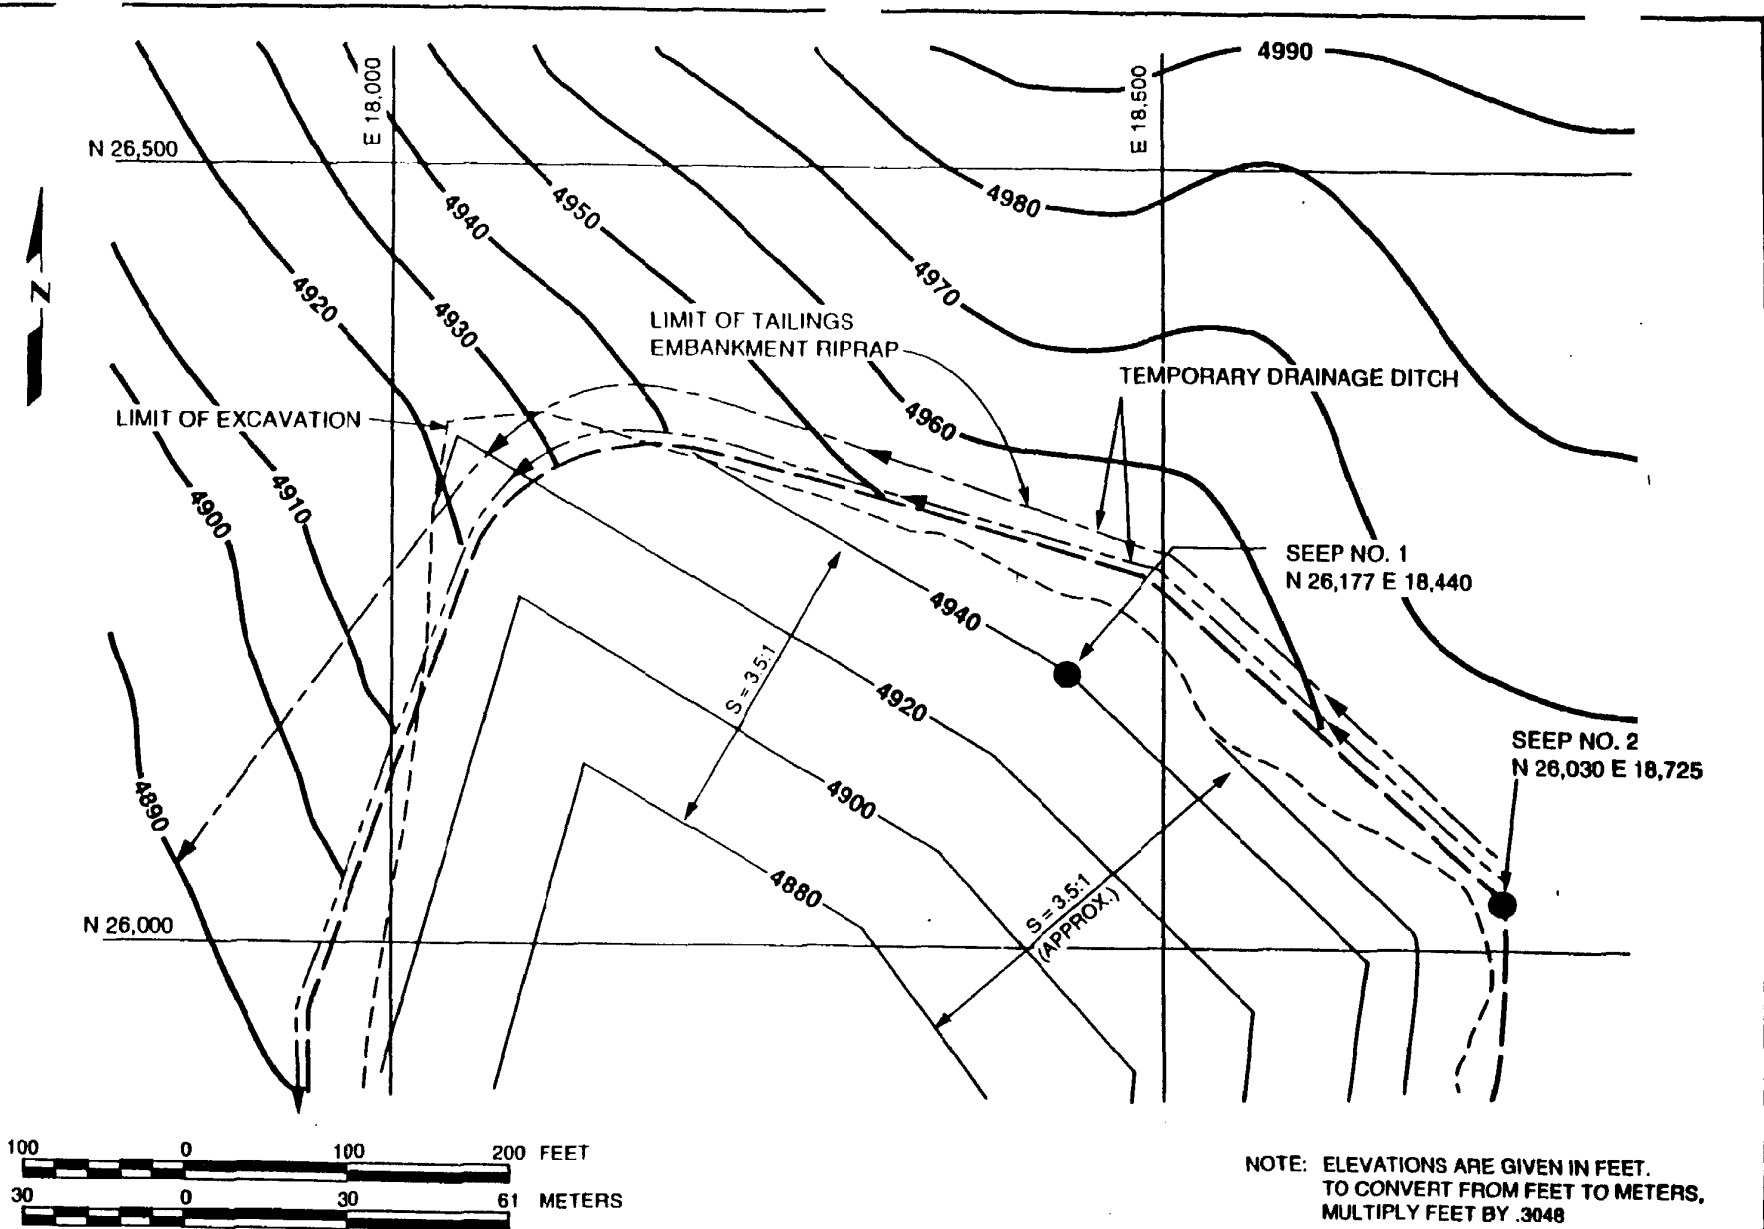 4990
E 18,000
E 18,500
N 26,500
4980
4940
4950
4970
4920
4930
N
LIMIT OF TAILINGS
EMBANKMENT RIPRAP
TEMPORARY DRAINAGE DITCH
LIMIT OF EXCAVATION
4960
4910
4900
SEEP NO. 1
N 26,177 E 18,440
4940
S = 3.5:1
4920
SEEP NO. 2
N 26,030 E 18,725
4890
4900
4880
S = 3.5:1
(APPROX.)
N 26,000
100 0 100 200 FEET
30 0 30 61 METERS
NOTE: ELEVATIONS ARE GIVEN IN FEET.
TO CONVERT FROM FEET TO METERS,
MULTIPLY FEET BY .3048